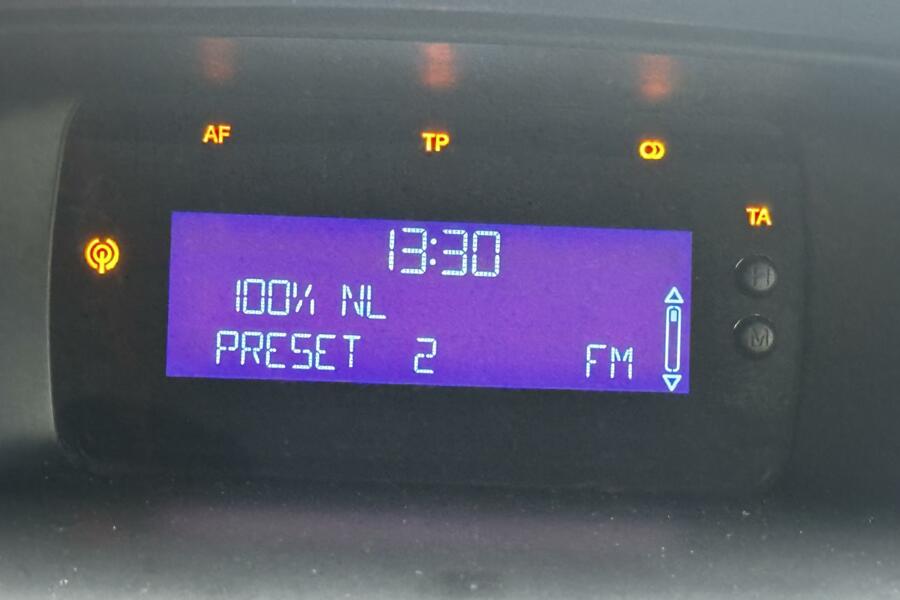 AF TP
TA
13:30
H
100% NL
M
PRESET 2 FM